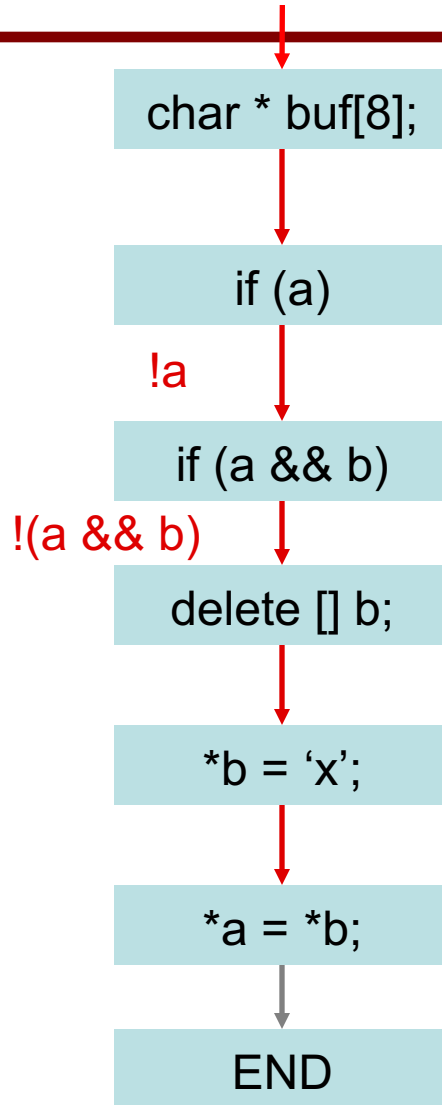 char * buf[8];
if (a)
!a
if (a && b)
!(a && b)
delete [] b;
*b = ‘x’;
*a = *b;
END